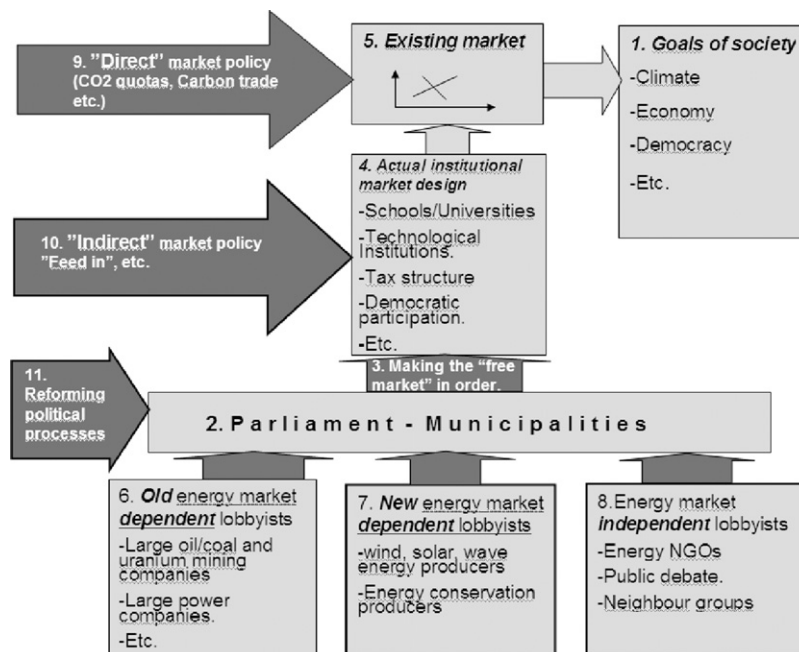 9. "Direct" market policy
(CO2 quotas, Carbon trade
etc.)
5. Existing market
1. Goals of society
-Climate
-Economy
-Democracy
-Etc.
4. Actual institutional
market design
-Schools/Universities
-Technological
Institutions.
-Tax structure
-Democratic
participation.
-Etc.
10. "Indirect" market policy
"Feed in", etc.
3. Making the “free
market” in order.
11.
Reforming
political
processes
2. Parliament - Municipalities
6. Old energy market
dependent lobbyists
-Large oil/coal and
uranium mining
companies
-Large power
companies.
-Etc.
7. New energy market
dependent lobbyists
-wind, solar, wave
energy producers
-Energy conservation
producers
8.Energy market
independent lobbyists
-Energy NGOs
-Public debate.
-Neighbour groups